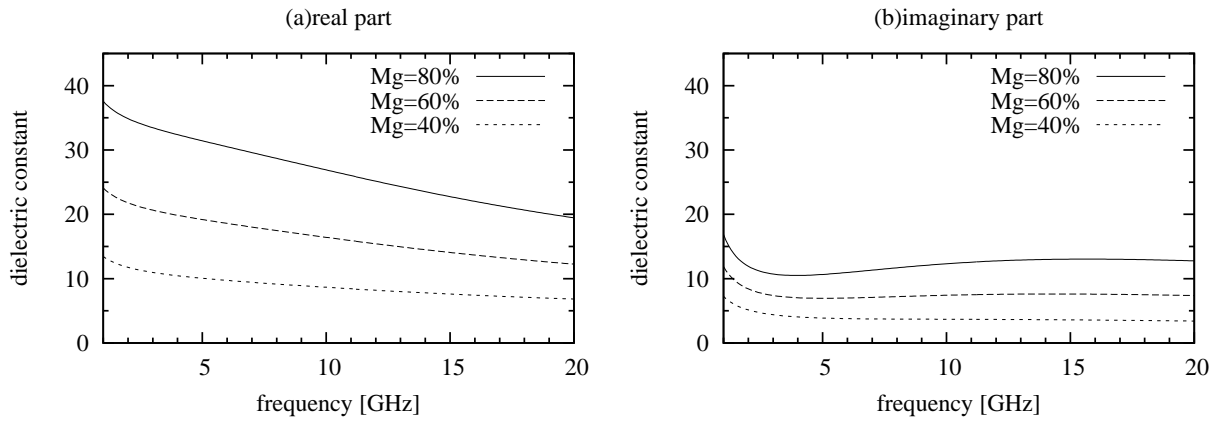 (a)real part
dielectric constant
40
30
20
10
0
Mg=80%
Mg=60%
Mg=40%
5
10
15
20
frequency [GHz]
(b)imaginary part
dielectric constant
40
30
20
10
0
Mg=80%
Mg=60%
Mg=40%
5
10
15
20
frequency [GHz]